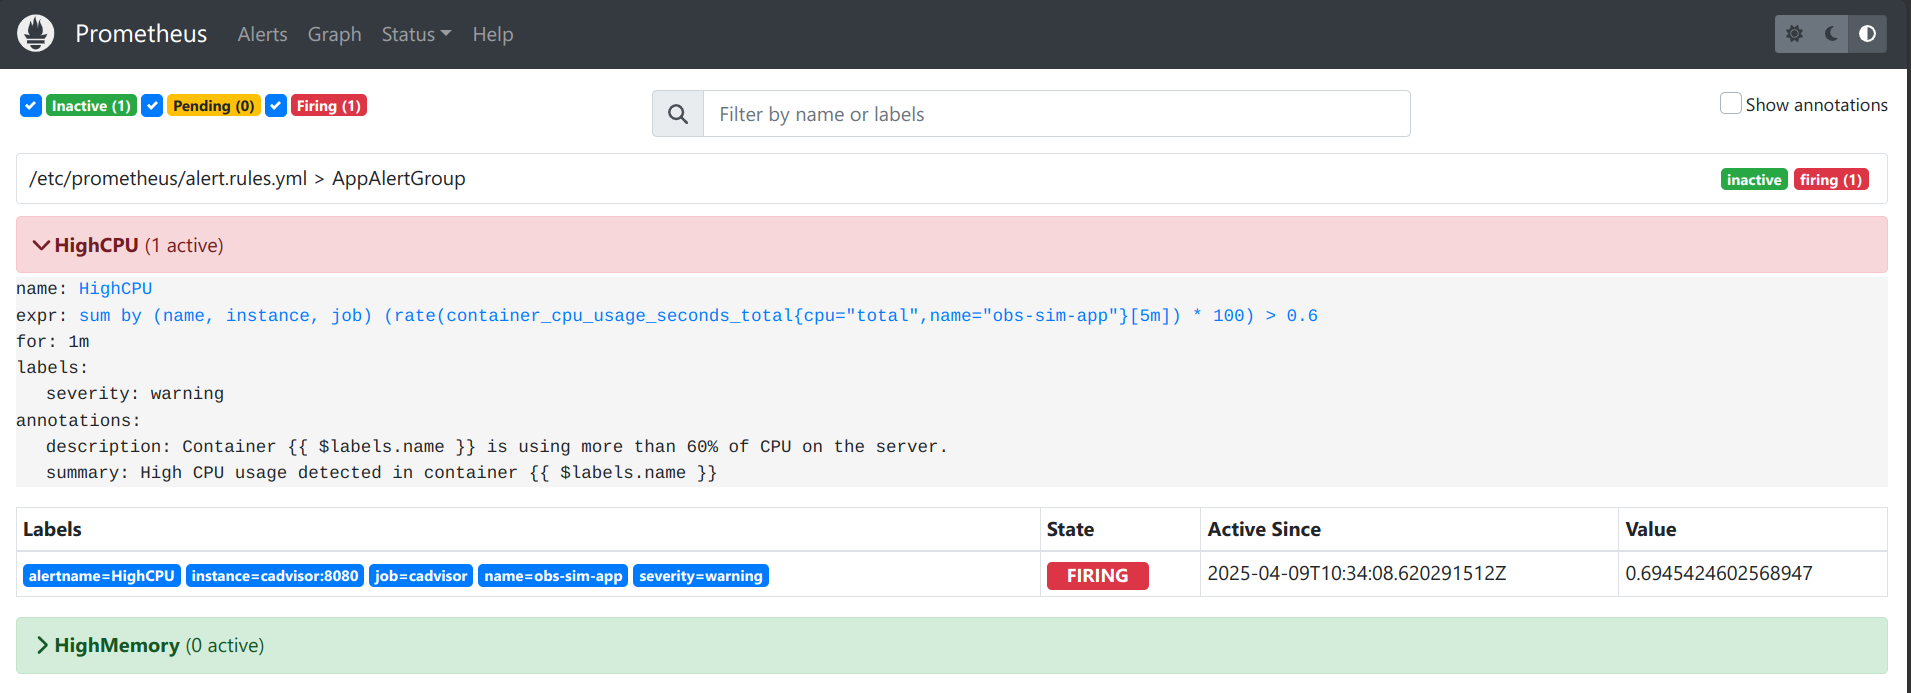 Prometheus Alerts Graph Status Help
Inactive (1) Pending (0) Firing (1)
Filter by name or labels
Show annotations
/etc/prometheus/alert.rules.yml > AppAlertGroup
inactive firing (1)
HighCPU (1 active)
name: HighCPU
expr: sum by (name, instance, job) (rate(container_cpu_usage_seconds_total{cpu="total",name="obs-sim-app"}[5m]) * 100) > 0.6
for: 1m
labels:
severity: warning
annotations:
description: Container {{ $labels.name }} is using more than 60% of CPU on the server.
summary: High CPU usage detected in container {{ $labels.name }}
Labels State Active Since Value
alertname=HighCPU instance=cadvisor:8080 job=cadvisor name=obs-sim-app severity=warning FIRING 2025-04-09T10:34:08.620291512Z 0.6945424602568947
HighMemory (0 active)